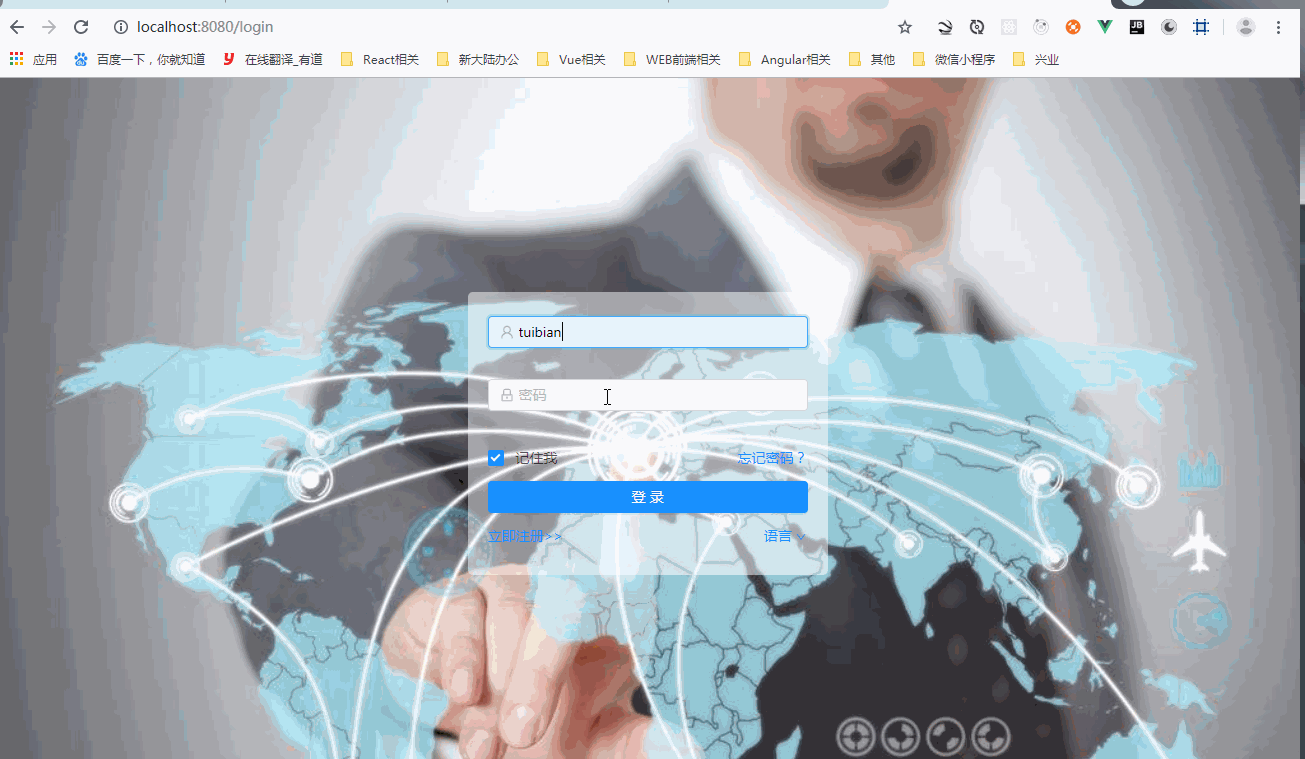 localhost:8080/login
应用 百度一下，你就知道 在线翻译_有道 React相关 新大陆办公 Vue相关 WEB前端相关 Angular相关 其他 微信小程序 兴业
tuibian
密码
记住我 忘记密码？
登 录
立即注册>> 语言